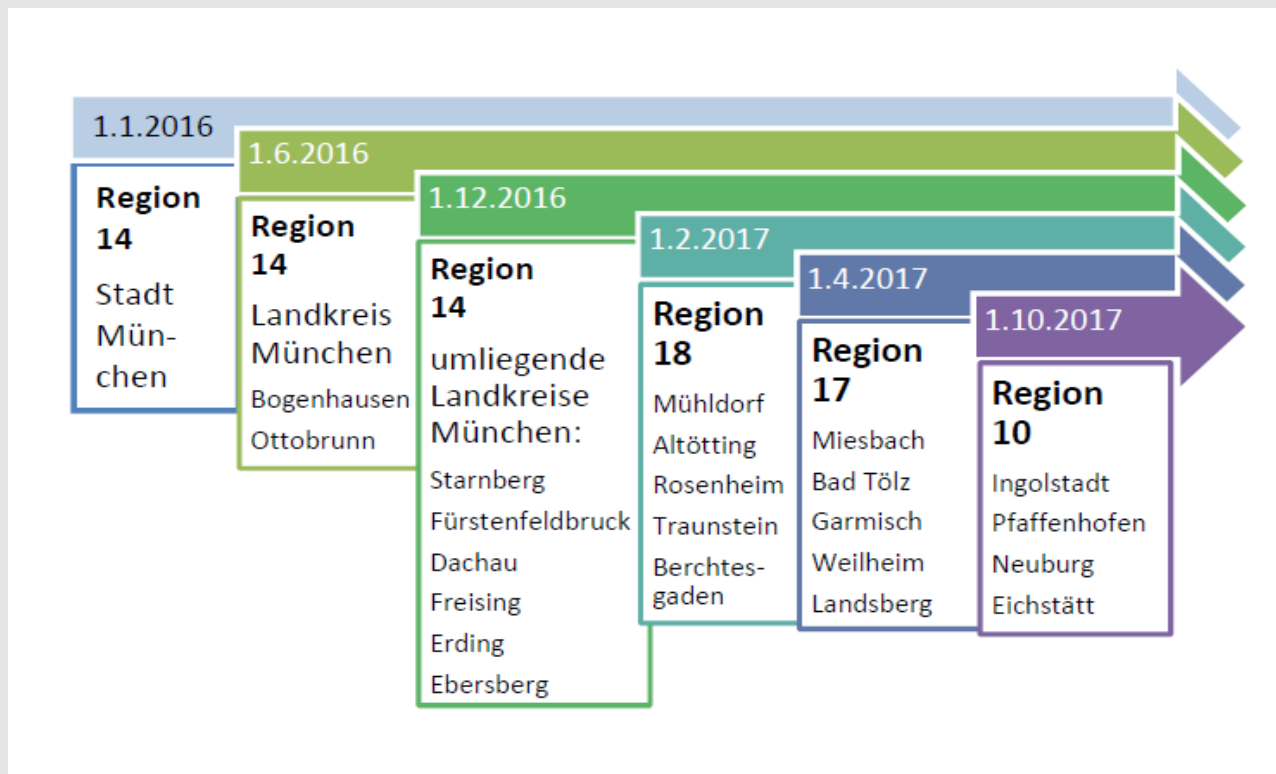 1.1.2016
Region
14
Stadt
Mün-
chen
1.6.2016
Region
14
Landkreis
München
Bogenhausen
Ottobrunn
1.12.2016
Region
14
umliegende
Landkreise
München:
Starnberg
Fürstenfeldbruck
Dachau
Freising
Erding
Ebersberg
1.2.2017
Region
18
Mühldorf
Altötting
Rosenheim
Traunstein
Berchtes-
gaden
1.4.2017
Region
17
Miesbach
Bad Tölz
Garmisch
Weilheim
Landsberg
1.10.2017
Region
10
Ingolstadt
Pfaffenhofen
Neuburg
Eichstätt